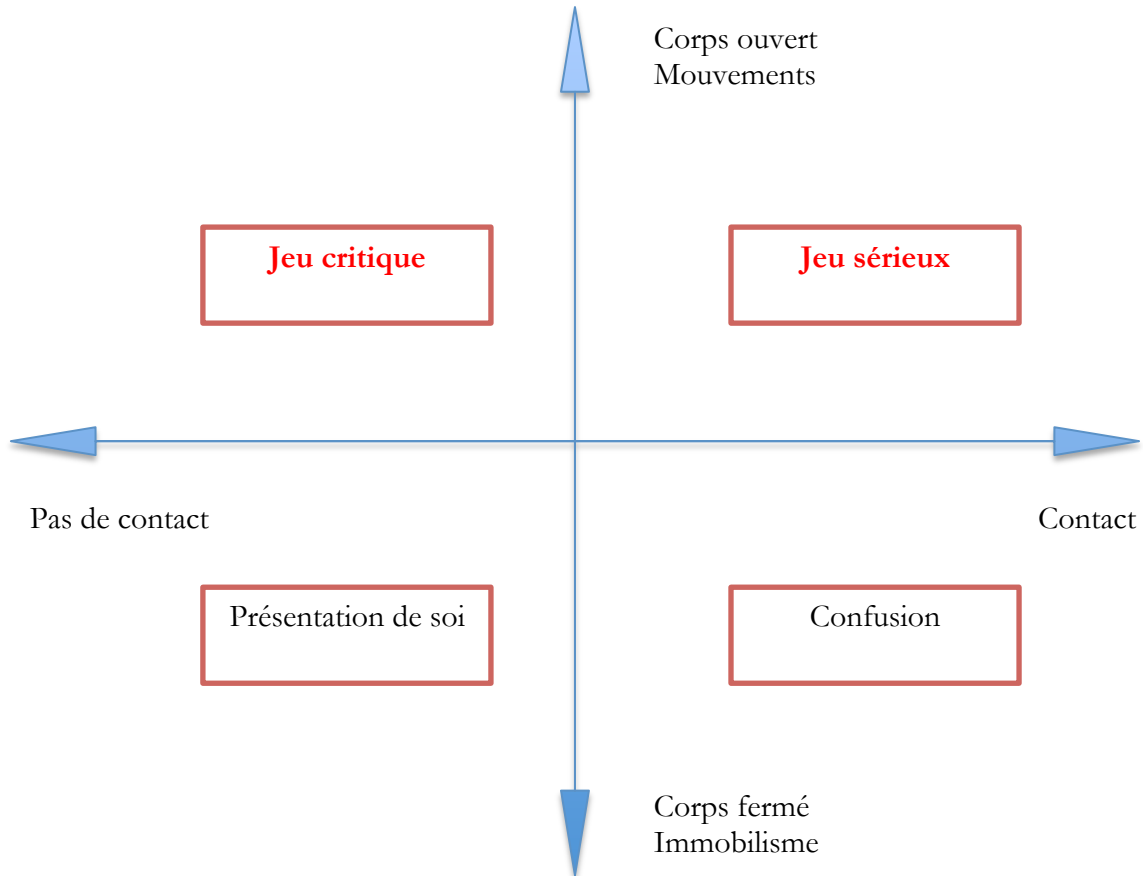 Corps ouvert
Mouvements
Jeu critique
Jeu sérieux
Pas de contact
Contact
Présentation de soi
Confusion
Corps fermé
Immobilisme